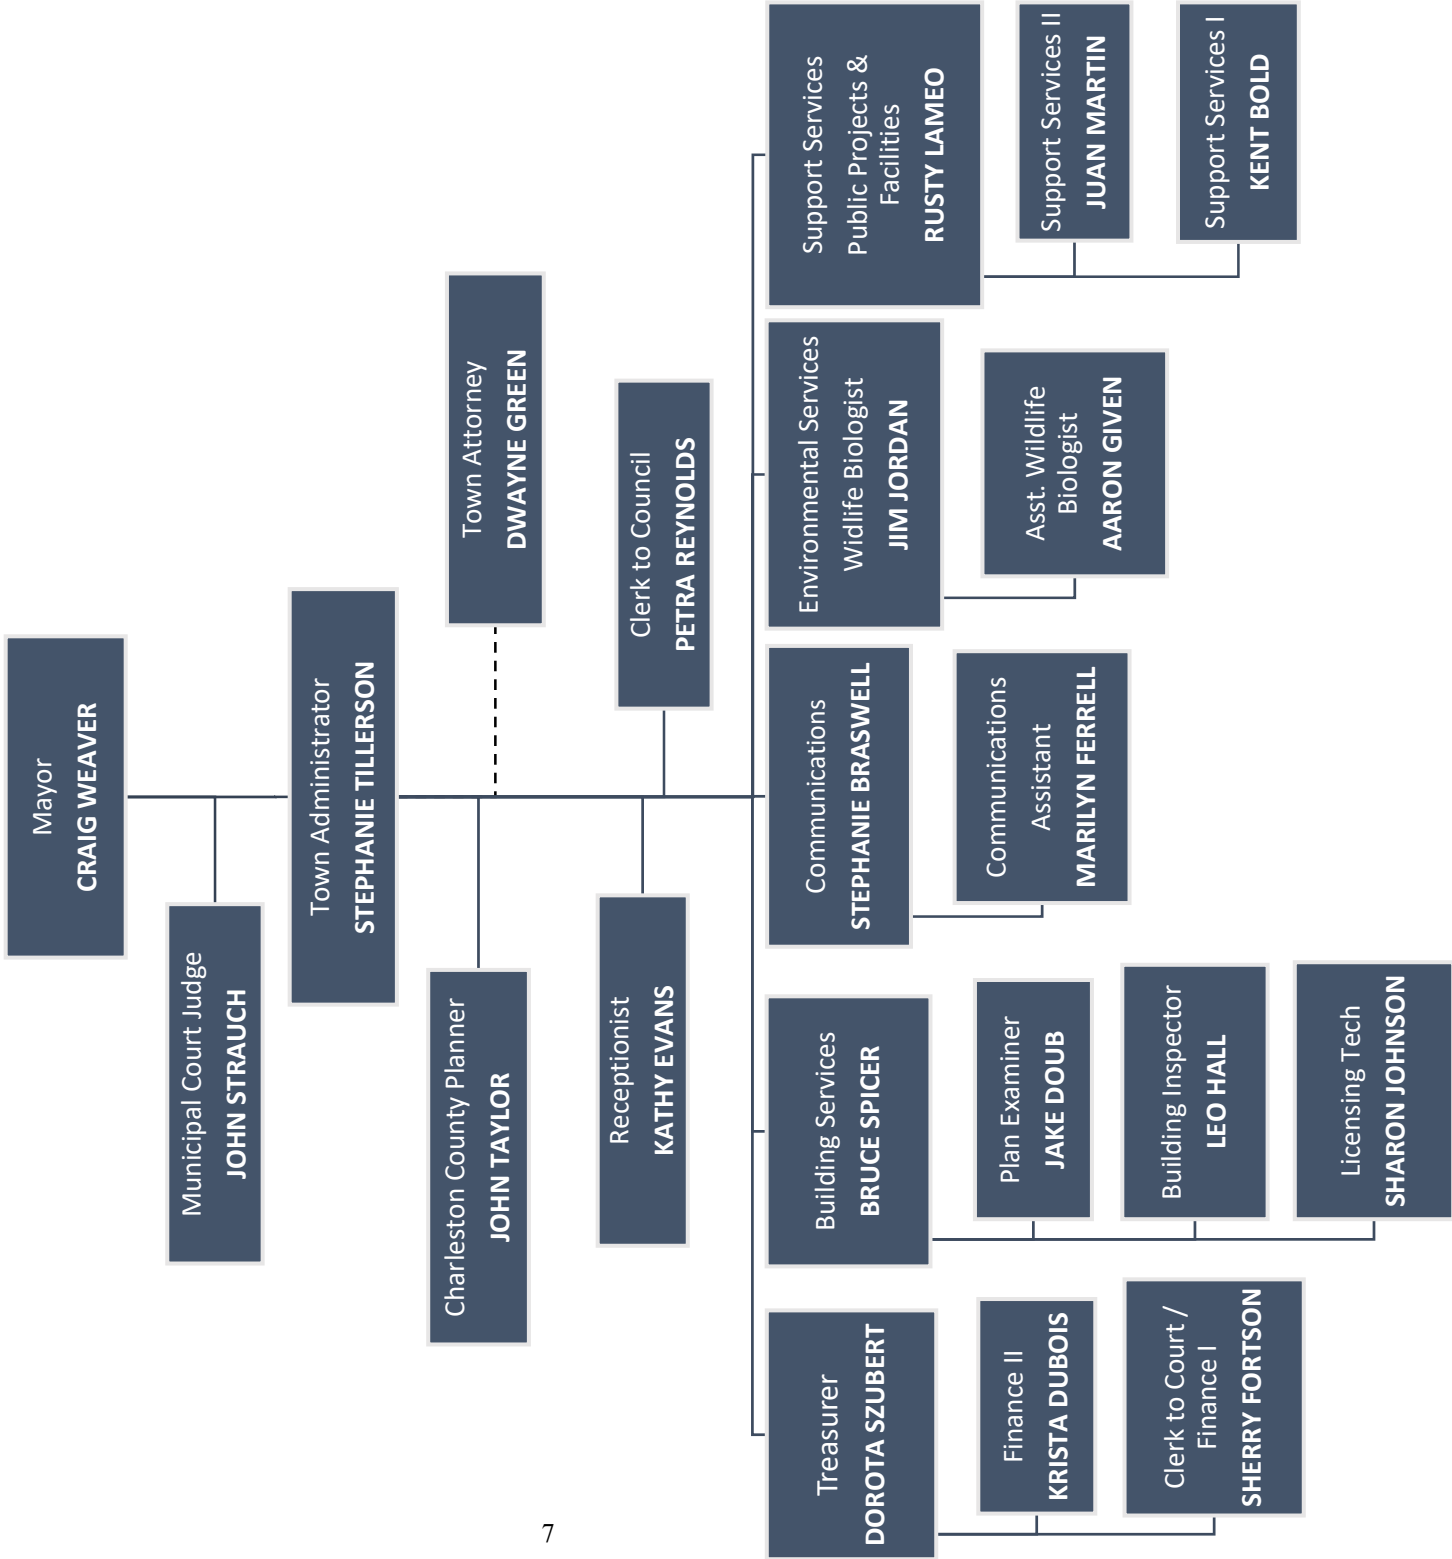 Mayor
CRAIG WEAVER
Municipal Court Judge
JOHN STRAUCH
Town Administrator
STEPHANIE TILLERSON
Town Attorney
DWAYNE GREEN
Charleston County Planner
JOHN TAYLOR
Clerk to Council
PETRA REYNOLDS
Receptionist
KATHY EVANS
Treasurer
DOROTA SZUBERT
Finance II
KRISTA DUBOIS
Clerk to Court /
Finance I
SHERRY FORTSON
Building Services
BRUCE SPICER
Plan Examiner
JAKE DOUB
Building Inspector
LEO HALL
Licensing Tech
SHARON JOHNSON
Communications
STEPHANIE BRASWELL
Communications
Assistant
MARILYN FERRELL
Environmental Services
Widlife Biologist
JIM JORDAN
Asst. Wildlife
Biologist
AARON GIVEN
Support Services
Public Projects &
Facilities
RUSTY LAMEO
Support Services II
JUAN MARTIN
Support Services I
KENT BOLD
7